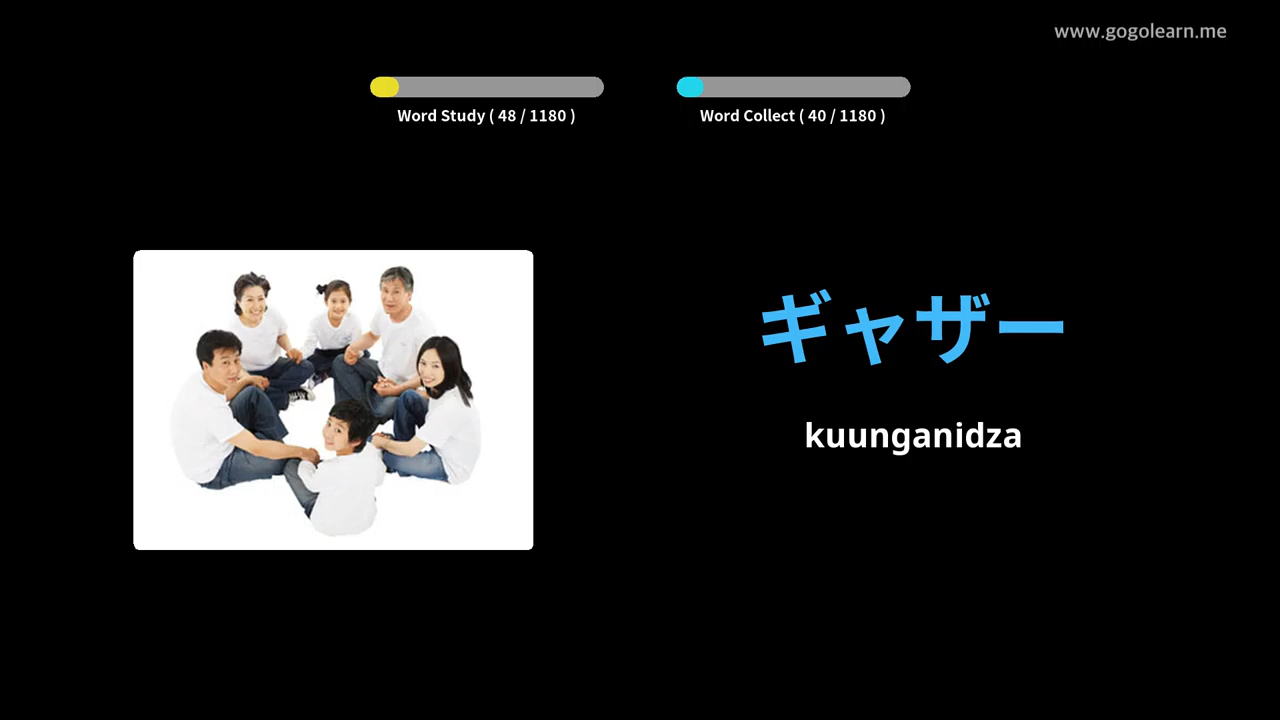 www.gogolearn.me
Word Study ( 48 / 1180 )
Word Collect ( 40 / 1180 )
ギャザー
kuunganidza